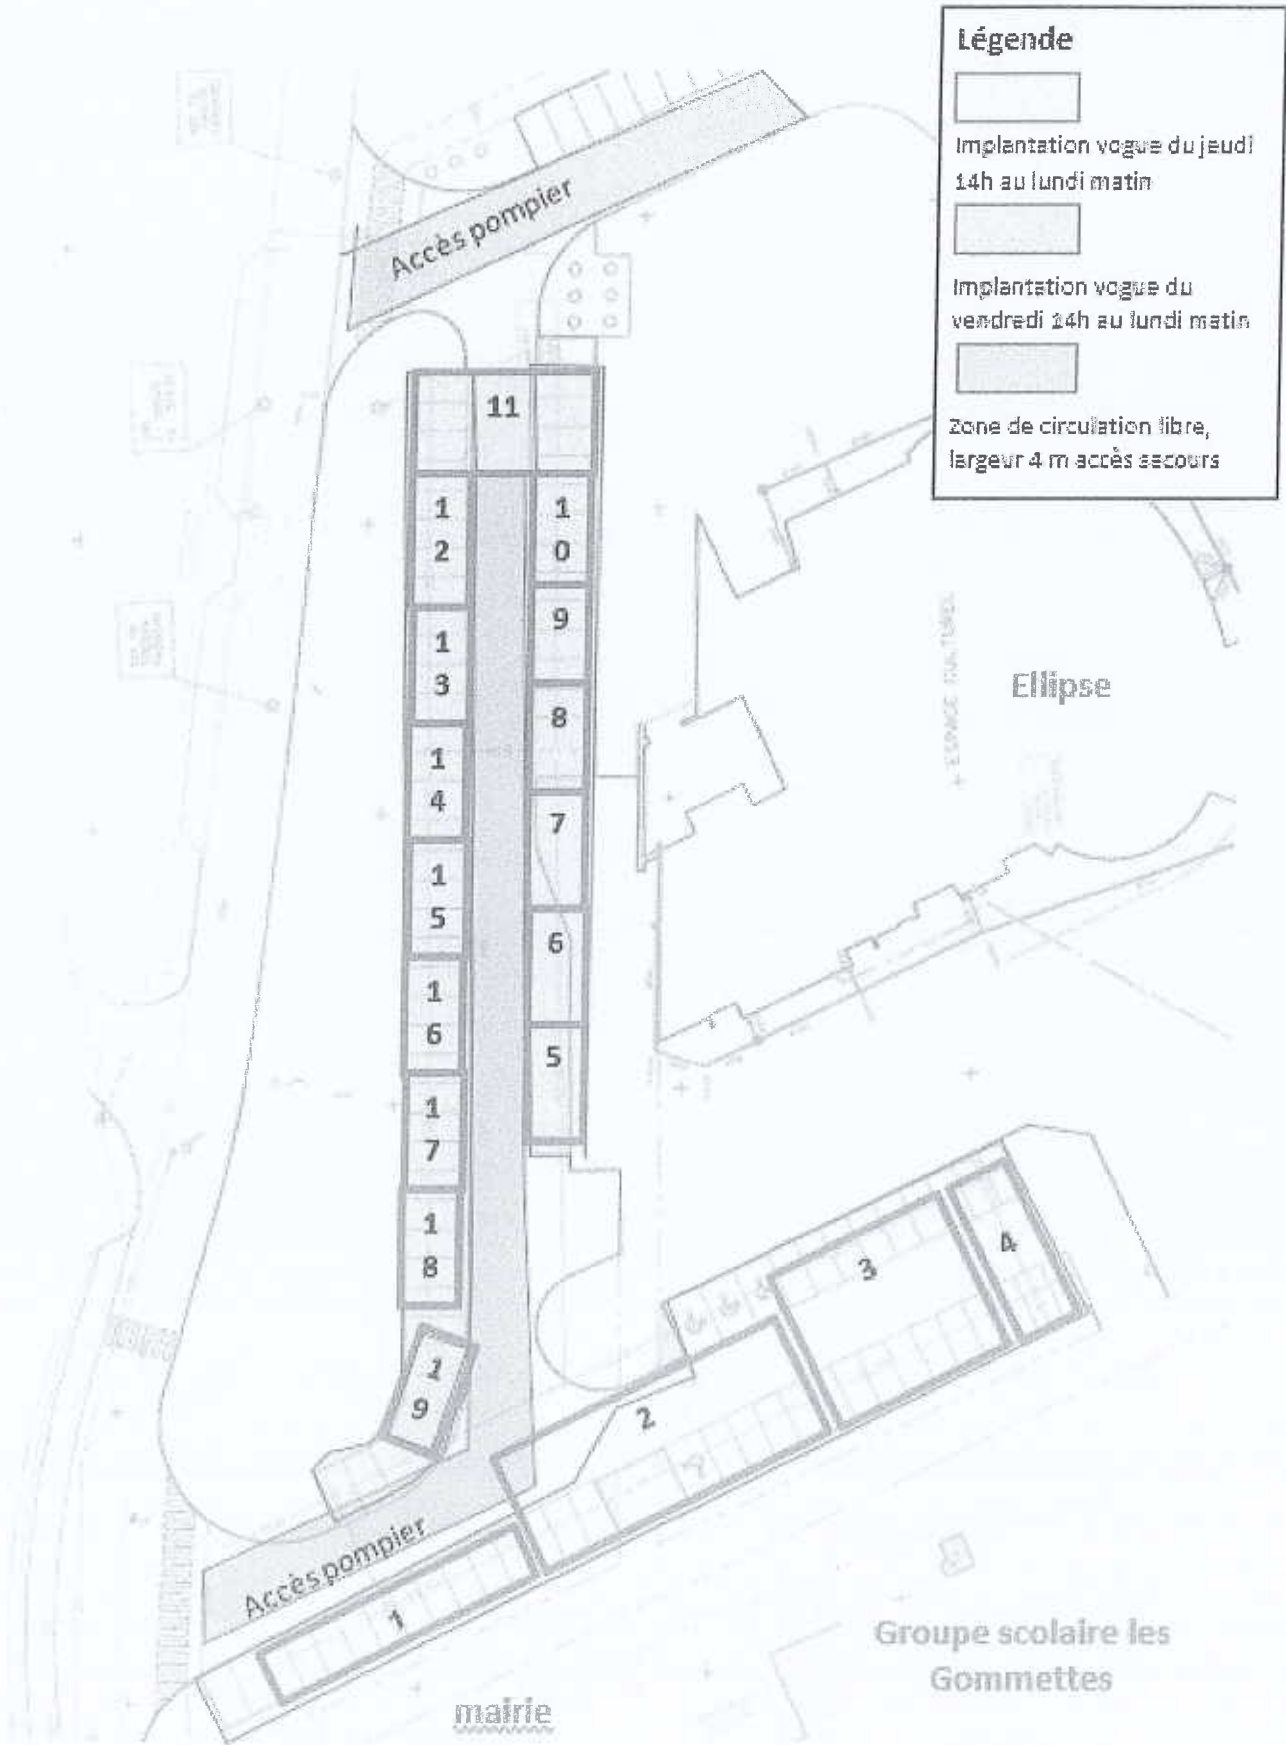 Légende
Implantation vogue du jeudi
14h au lundi matin
Implantation vogue du
vendredi 14h au lundi matin
Zone de circulation libre,
largeur 4 m accès secours
Accès pompier
11
1
2
1
0
1
3
9
8
1
4
7
1
5
6
1
6
5
1
7
1
8
1
9
Ellipse
ESPACE CULTUREL
4
3
2
Accès pompier
1
Groupe scolaire les
Gommettes
mairie